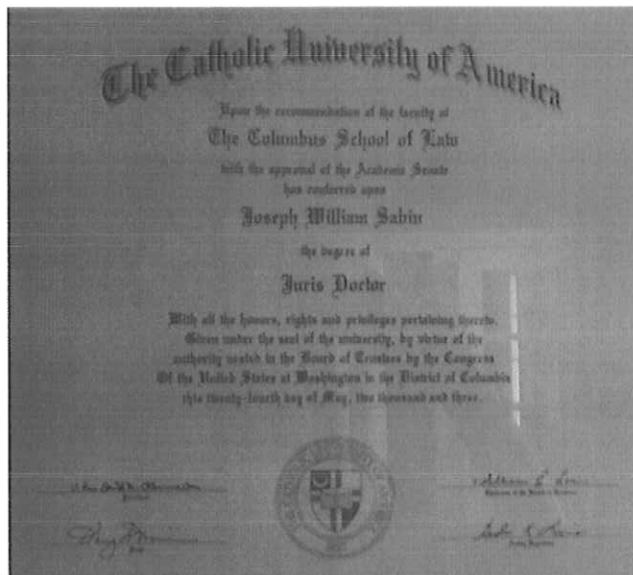 The Catholic University of America
Upon the recommendation of the faculty of
The Columbus School of Law
with the approval of the Academic Senate
has conferred upon
Joseph William Sabin
the degree of
Juris Doctor
With all the honors, rights and privileges pertaining thereto.
Given under the seal of the university, by virtue of the
authority vested in the Board of Trustees by the Congress
Of the United States at Washington in the District of Columbia
this twenty-fourth day of May, two thousand and three.
President